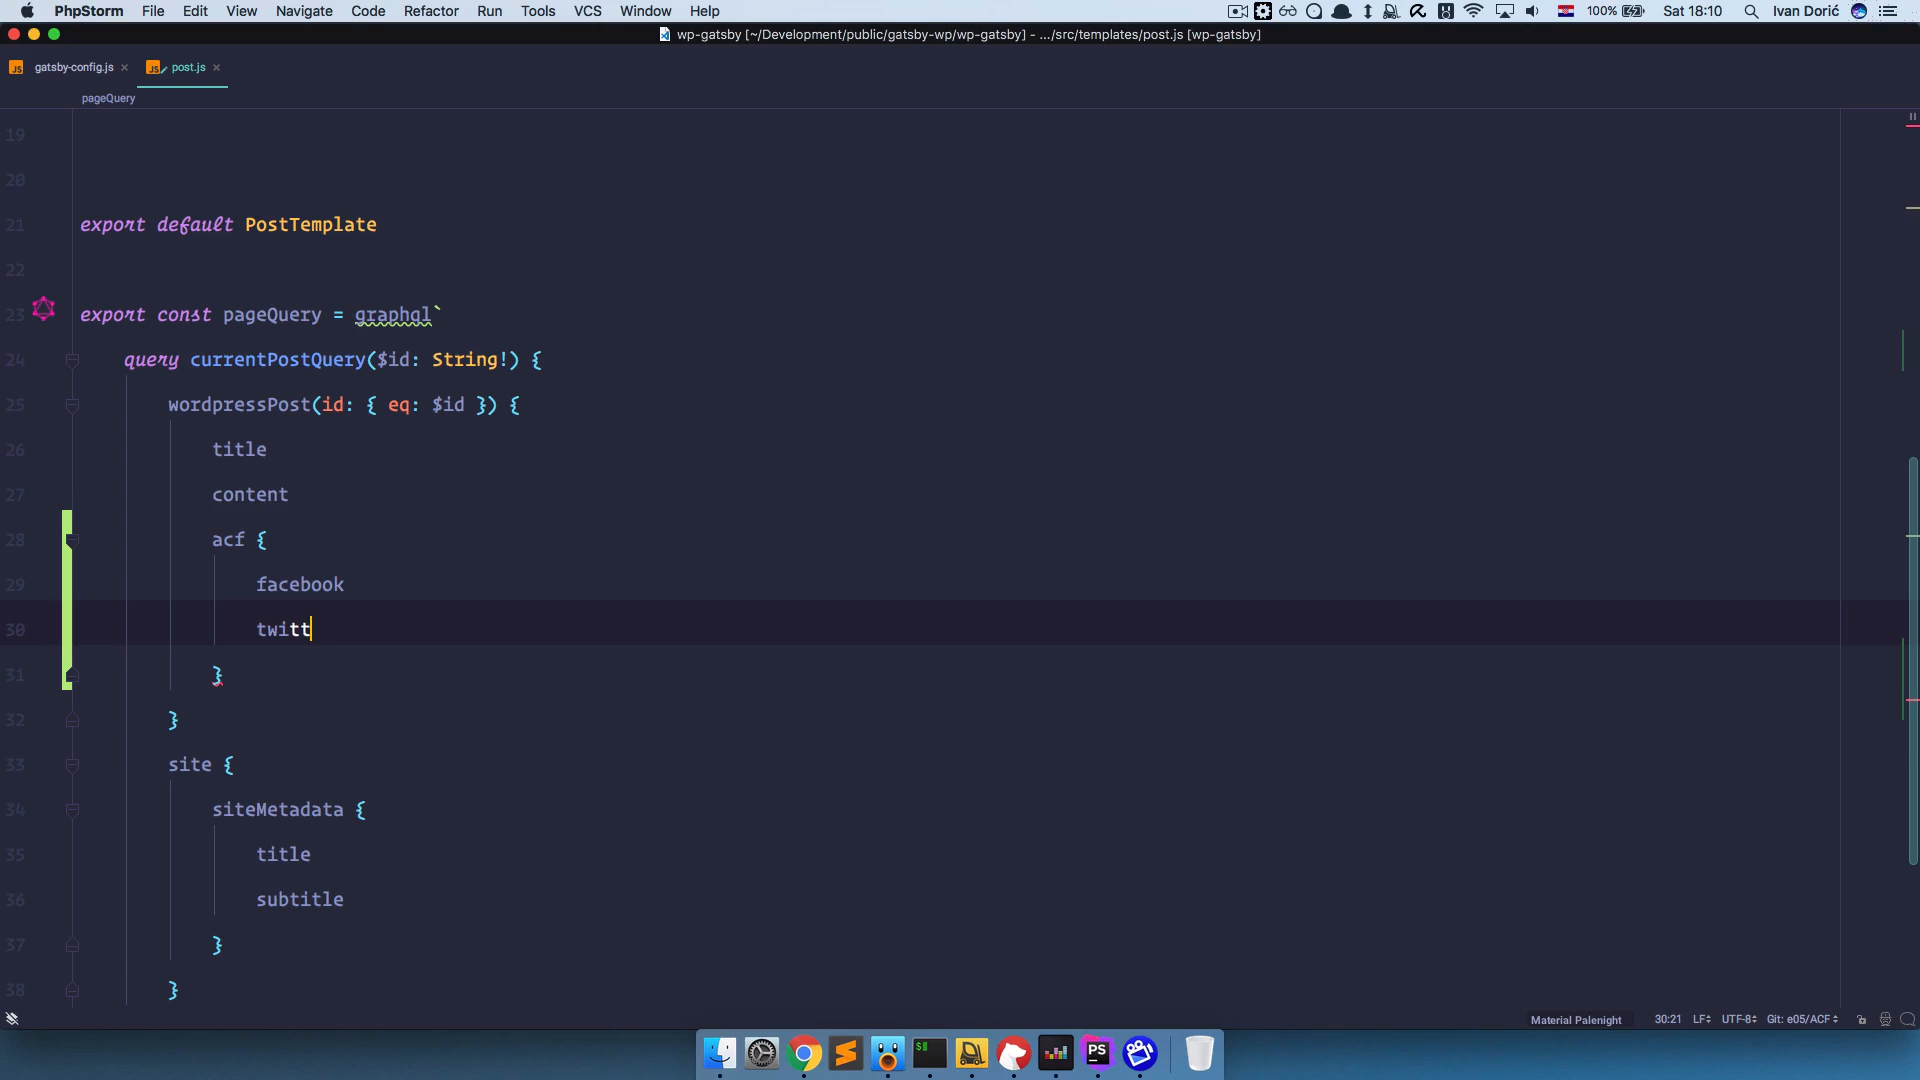 PhpStorm File Edit View Navigate Code Refactor Run Tools VCS Window Help 100% Sat 18:10 Ivan Dorić
wp-gatsby [~/Development/public/gatsby-wp/wp-gatsby] - .../src/templates/post.js [wp-gatsby]
JS gatsby-config.js × JS post.js ×
pageQuery
19
20
21 export default PostTemplate
22
23 export const pageQuery = graphql`
24 query currentPostQuery($id: String!) {
25 wordpressPost(id: { eq: $id }) {
26 title
27 content
28 acf {
29 facebook
30 twitt
31 }
32 }
33 site {
34 siteMetadata {
35 title
36 subtitle
37 }
38 }
Material Palenight 30:21 LF UTF-8 Git: e05/ACF
$
PS